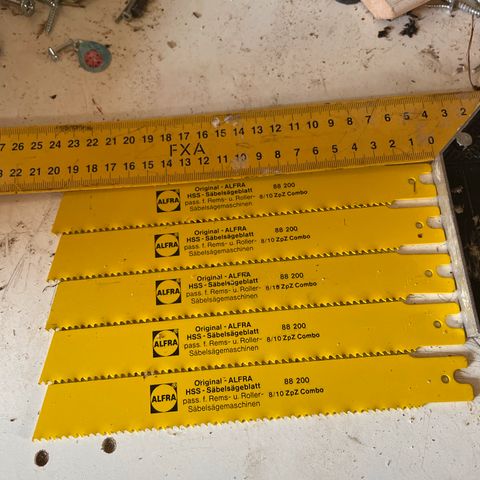 27 26 25 24 23 22 21 20 19 18 17 16 15 14 13 12 11 10 9 8 7 6 5 4 3 2
FXA
22 21 20 19 18 17 16 15 14 13 12 11 10 9 8 7 6 5 4 3 2 1 0
ALFRA
Original - ALFRA
HSS - Säbelsägeblatt
pass. f. Rems- u. Roller-
Säbelsägemaschinen
88 200
8/10 ZpZ Combo
ALFRA
Original - ALFRA
HSS - Säbelsägeblatt
pass. f. Rems- u. Roller-
Säbelsägemaschinen
88 200
8/10 ZpZ Combo
ALFRA
Original - ALFRA
HSS - Säbelsägeblatt
pass. f. Rems- u. Roller-
Säbelsägemaschinen
88 200
8/10 ZpZ Combo
ALFRA
Original - ALFRA
HSS - Säbelsägeblatt
pass. f. Rems- u. Roller-
Säbelsägemaschinen
88 200
8/10 ZpZ Combo
ALFRA
Original - ALFRA
HSS - Säbelsägeblatt
pass. f. Rems- u. Roller-
Säbelsägemaschinen
88 200
8/10 ZpZ Combo